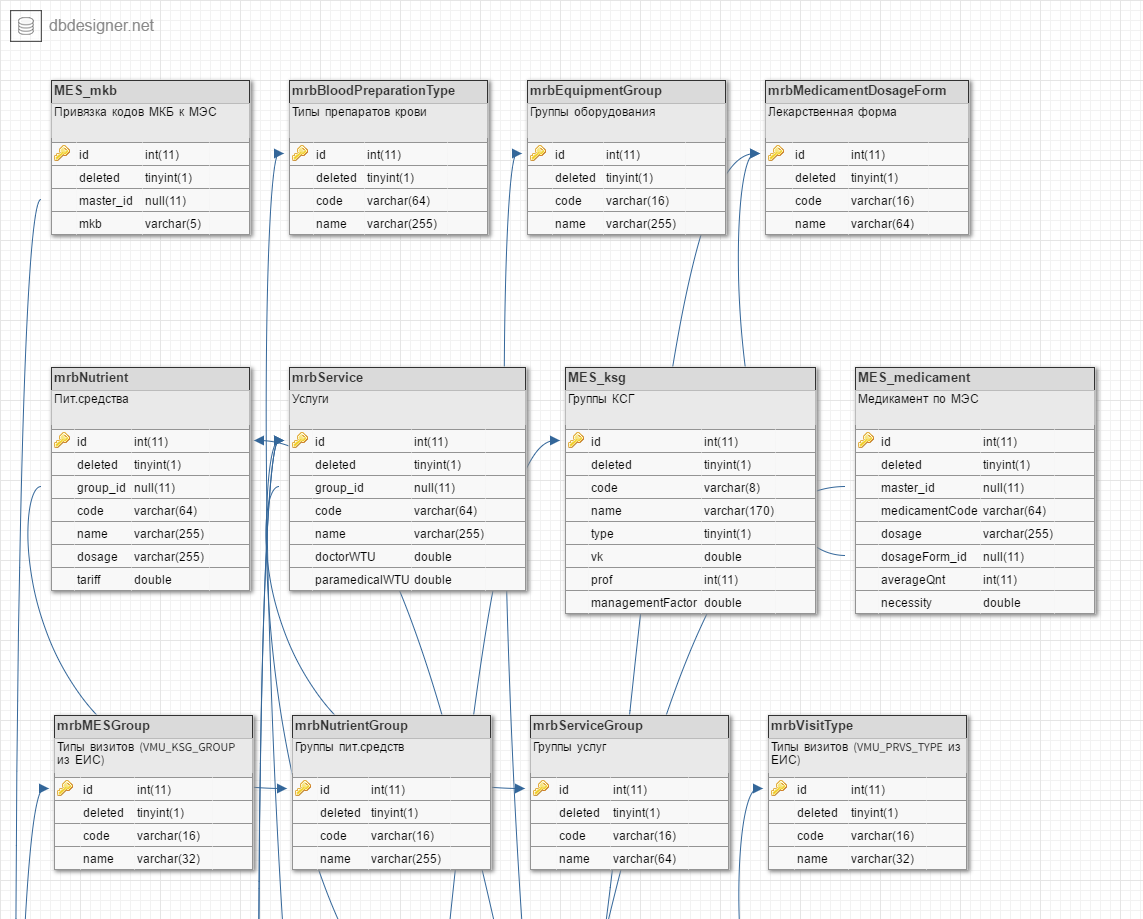 dbdesigner.net
MES_mkb
Привязка кодов МКБ к МЭС
id int(11)
deleted tinyint(1)
master_id null(11)
mkb varchar(5)
mrbBloodPreparationType
Типы препаратов крови
id int(11)
deleted tinyint(1)
code varchar(64)
name varchar(255)
mrbEquipmentGroup
Группы оборудования
id int(11)
deleted tinyint(1)
code varchar(16)
name varchar(255)
mrbMedicamentDosageForm
Лекарственная форма
id int(11)
deleted tinyint(1)
code varchar(16)
name varchar(64)
mrbNutrient
Пит.средства
id int(11)
deleted tinyint(1)
group_id null(11)
code varchar(64)
name varchar(255)
dosage varchar(255)
tariff double
mrbService
Услуги
id int(11)
deleted tinyint(1)
group_id null(11)
code varchar(64)
name varchar(255)
doctorWTU double
paramedicalWTU double
MES_ksg
Группы КСГ
id int(11)
deleted tinyint(1)
code varchar(8)
name varchar(170)
type tinyint(1)
vk double
prof int(11)
managementFactor double
MES_medicament
Медикамент по МЭС
id int(11)
deleted tinyint(1)
master_id null(11)
medicamentCode varchar(64)
dosage varchar(255)
dosageForm_id null(11)
averageQnt int(11)
necessity double
mrbMESGroup
Типы визитов (VMU_KSG_GROUP
из ЕИС)
id int(11)
deleted tinyint(1)
code varchar(16)
name varchar(32)
mrbNutrientGroup
Группы пит.средств
id int(11)
deleted tinyint(1)
code varchar(16)
name varchar(255)
mrbServiceGroup
Группы услуг
id int(11)
deleted tinyint(1)
code varchar(16)
name varchar(64)
mrbVisitType
Типы визитов (VMU_PRVS_TYPE из
ЕИС)
id int(11)
deleted tinyint(1)
code varchar(16)
name varchar(32)